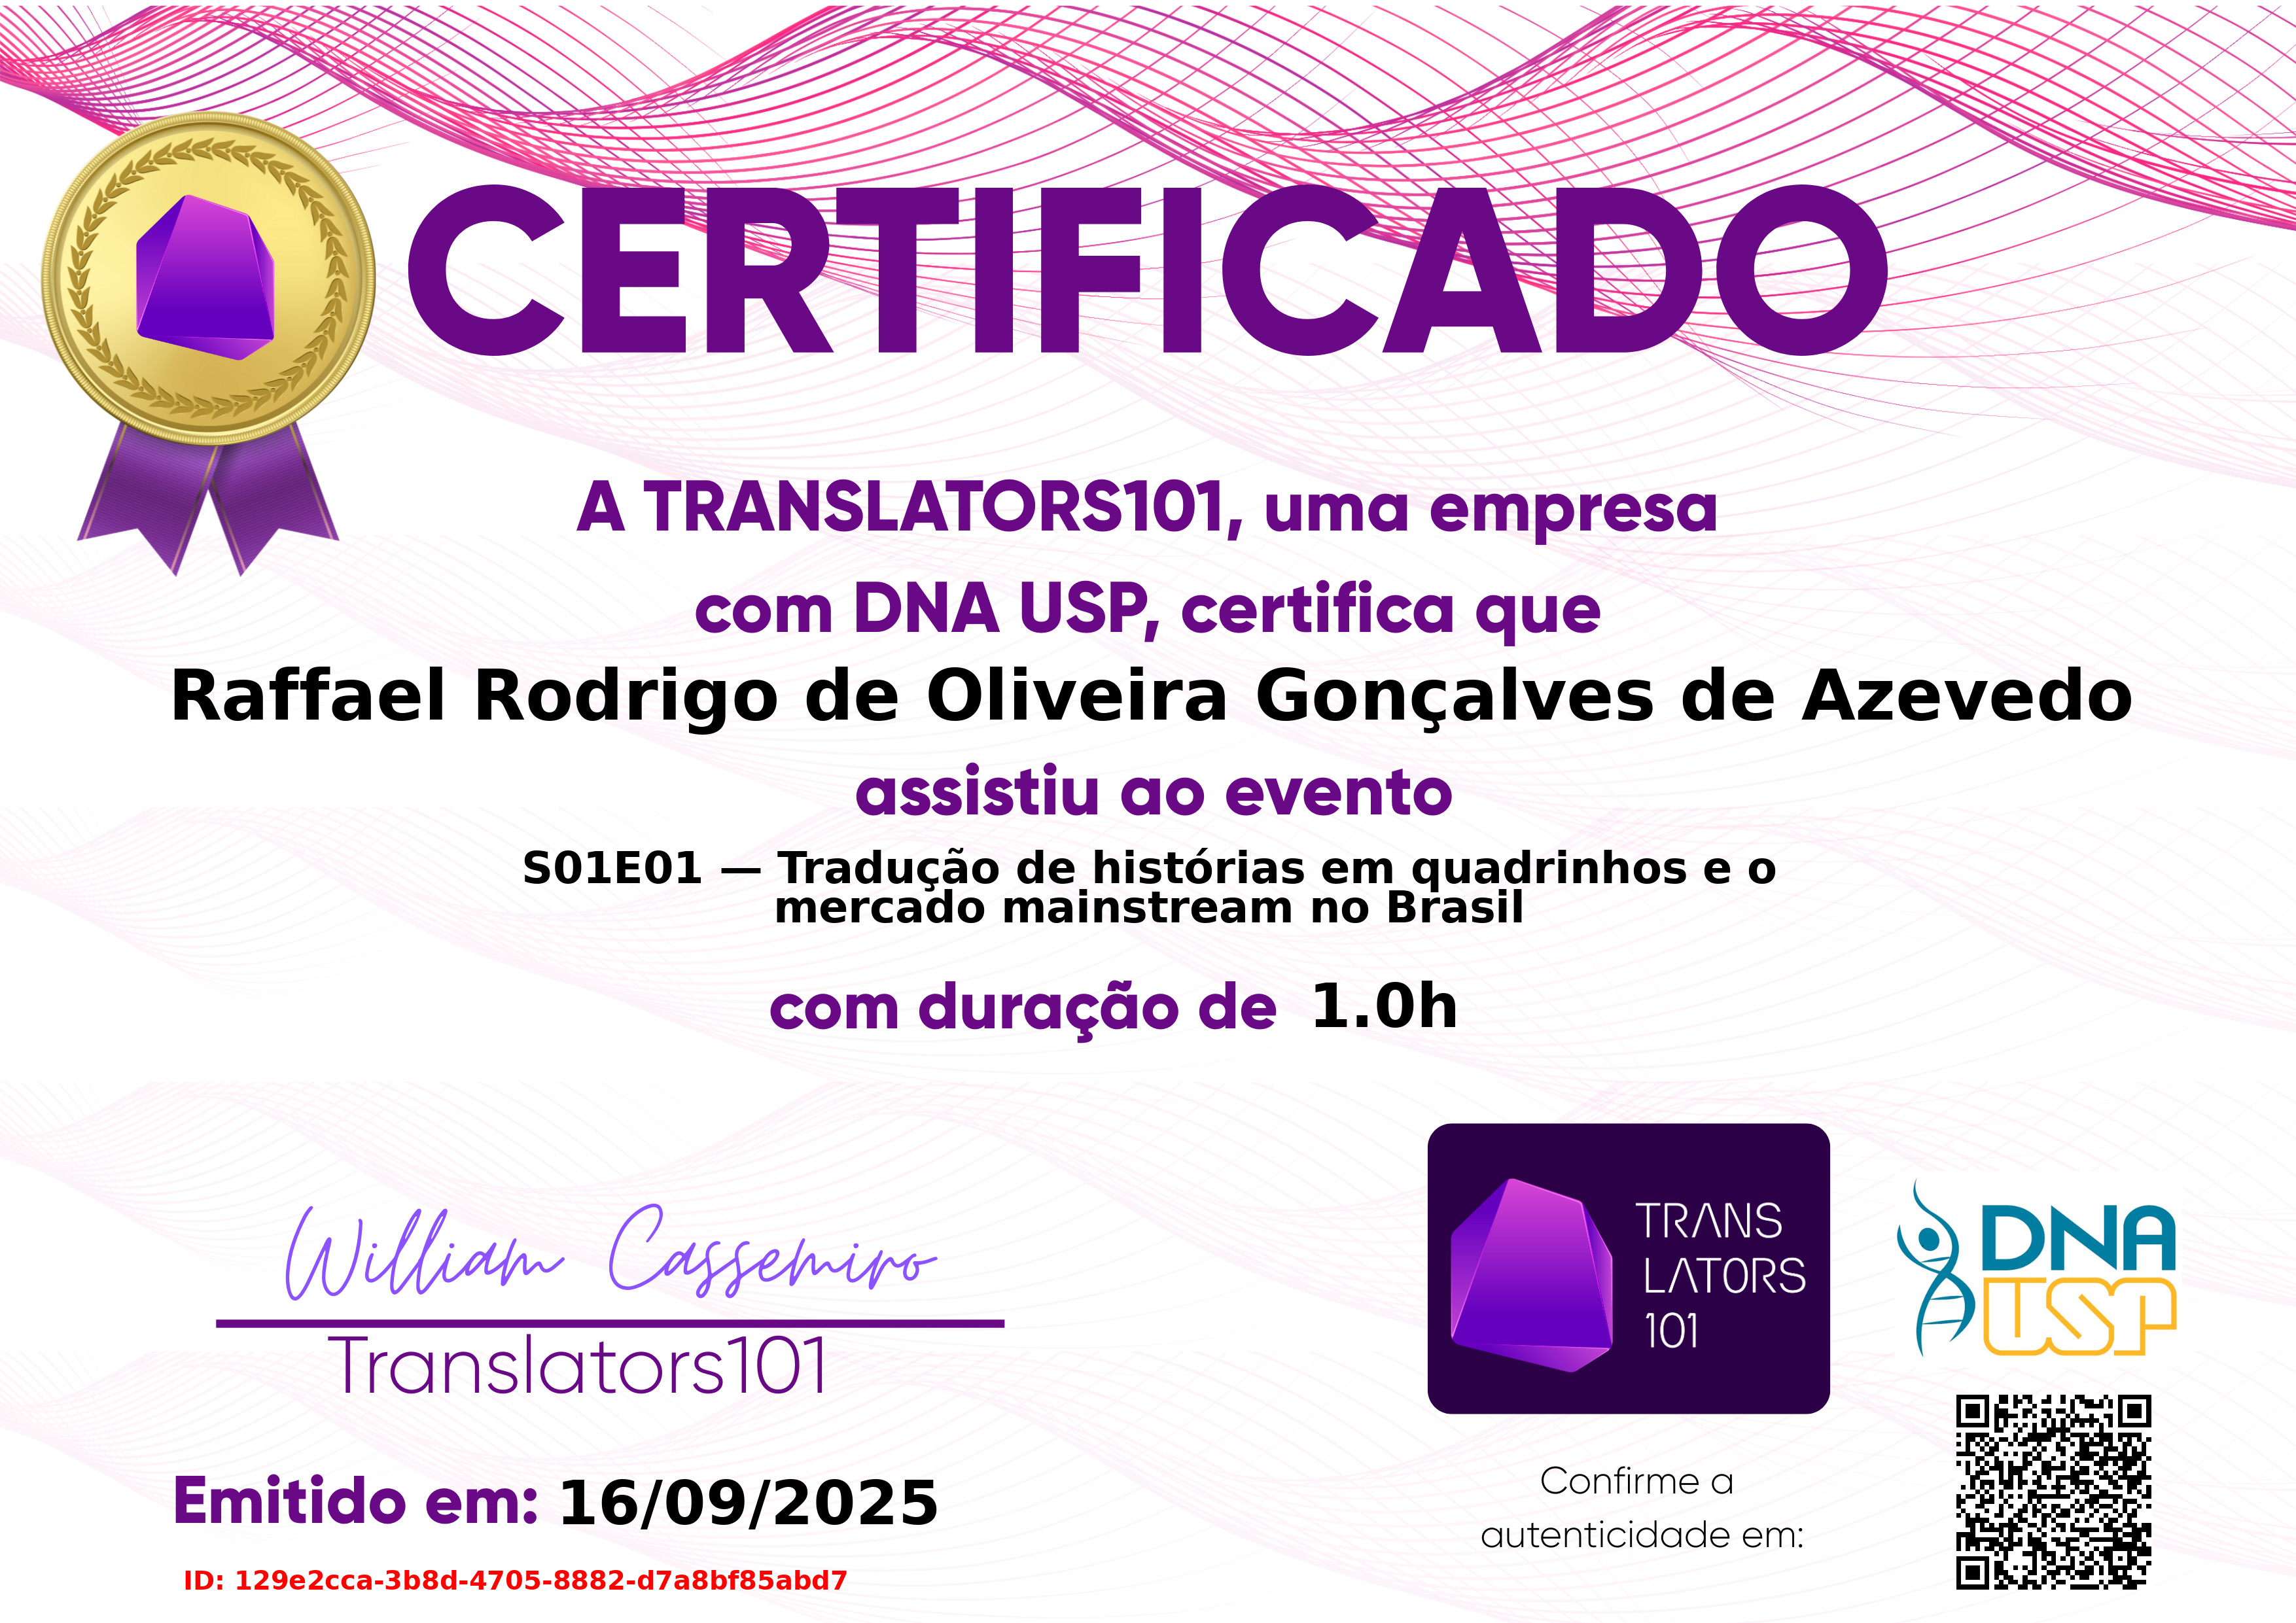 CERTIFICADO
A TRANSLATORS101, uma empresa
com DNA USP, certifica que
Raffael Rodrigo de Oliveira Gonçalves de Azevedo
assistiu ao evento
S01E01 — Tradução de histórias em quadrinhos e o
mercado mainstream no Brasil
com duração de 1.0h
William Cassemiro
Translators101
Emitido em: 16/09/2025
ID: 129e2cca-3b8d-4705-8882-d7a8bf85abd7
TRANS
LATORS
101
DNA
USP
Confirme a
autenticidade em: